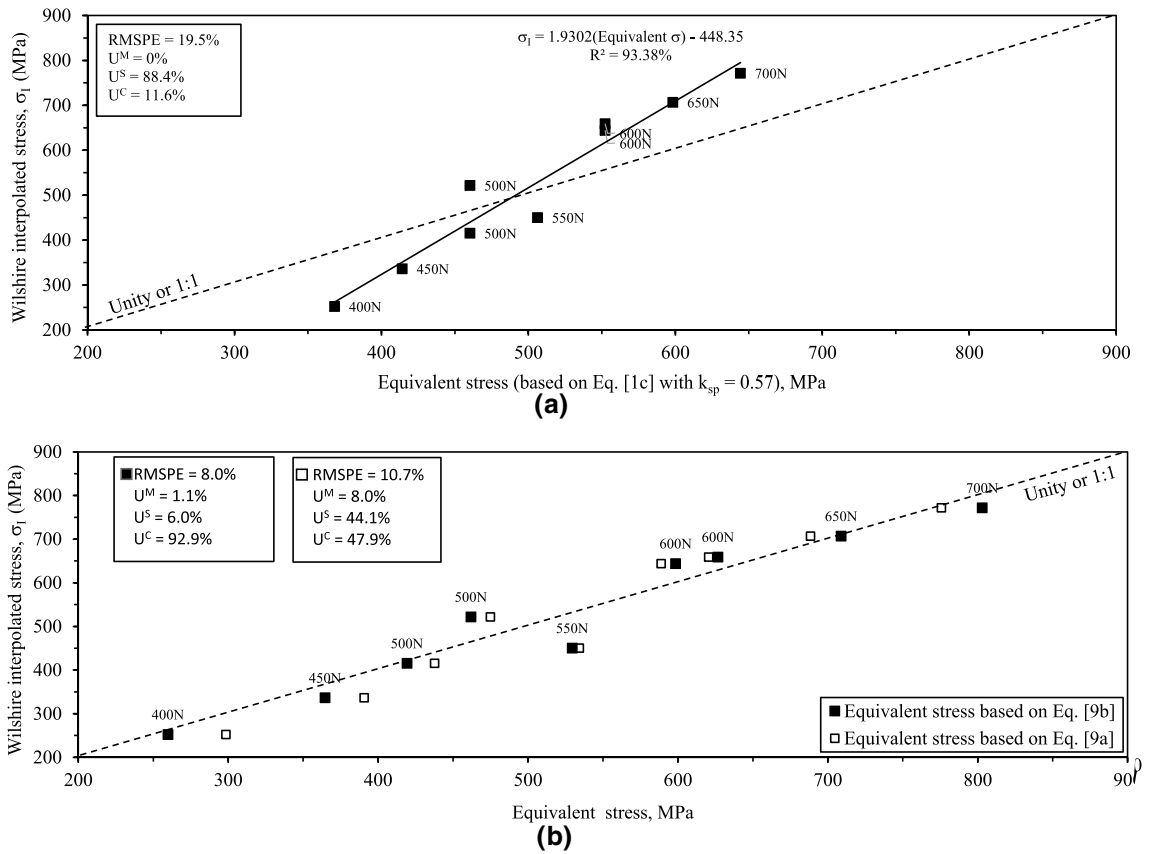 RMSPE = 19.5%
U^M = 0%
U^S = 88.4%
U^C = 11.6%
σ_I = 1.9302(Equivalent σ) - 448.35
R² = 93.38%
Wilshire interpolated stress, σ_I (MPa)
900
800
700
600
500
400
300
200
700N
650N
600N
600N
500N
550N
500N
450N
400N
Unity or 1:1
200 300 400 500 600 700 800 900
Equivalent stress (based on Eq. [1c] with k_sp = 0.57), MPa
(a)
RMSPE = 8.0%
U^M = 1.1%
U^S = 6.0%
U^C = 92.9%
RMSPE = 10.7%
U^M = 8.0%
U^S = 44.1%
U^C = 47.9%
Wilshire interpolated stress, σ_I (MPa)
900
800
700
600
500
400
300
200
700N
Unity or 1:1
650N
600N
600N
500N
550N
500N
450N
400N
Equivalent stress based on Eq. [9b]
Equivalent stress based on Eq. [9a]
200 300 400 500 600 700 800 900
Equivalent stress, MPa
(b)